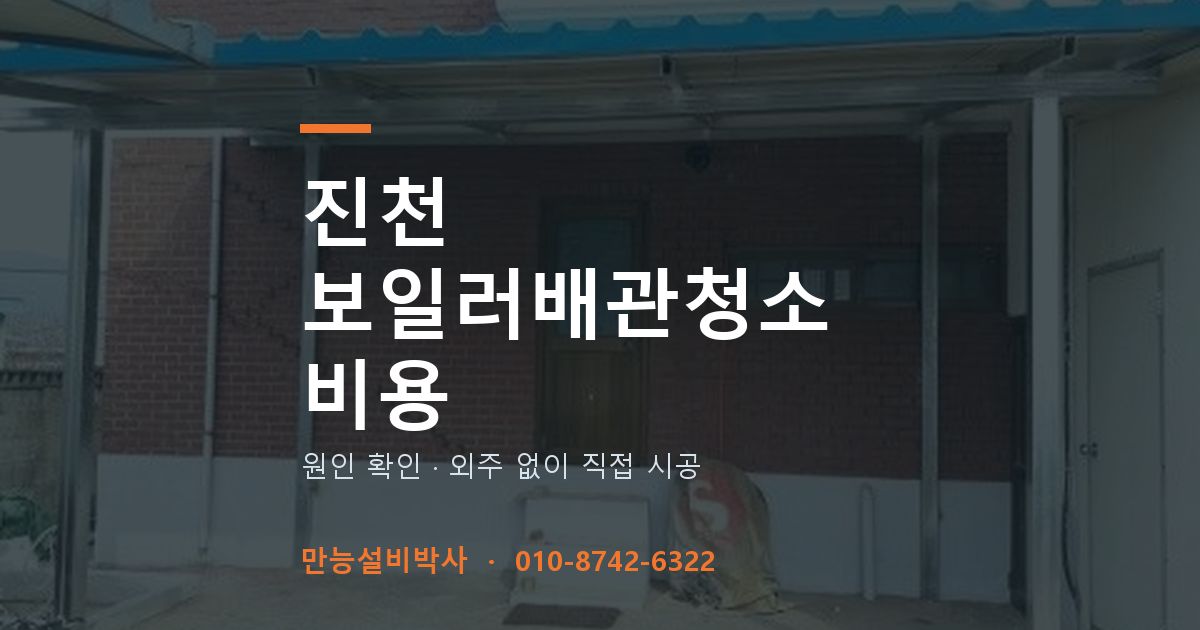 진천
보일러배관청소
비용
원인 확인 · 외주 없이 직접 시공
만능설비박사 · 010-8742-6322
S